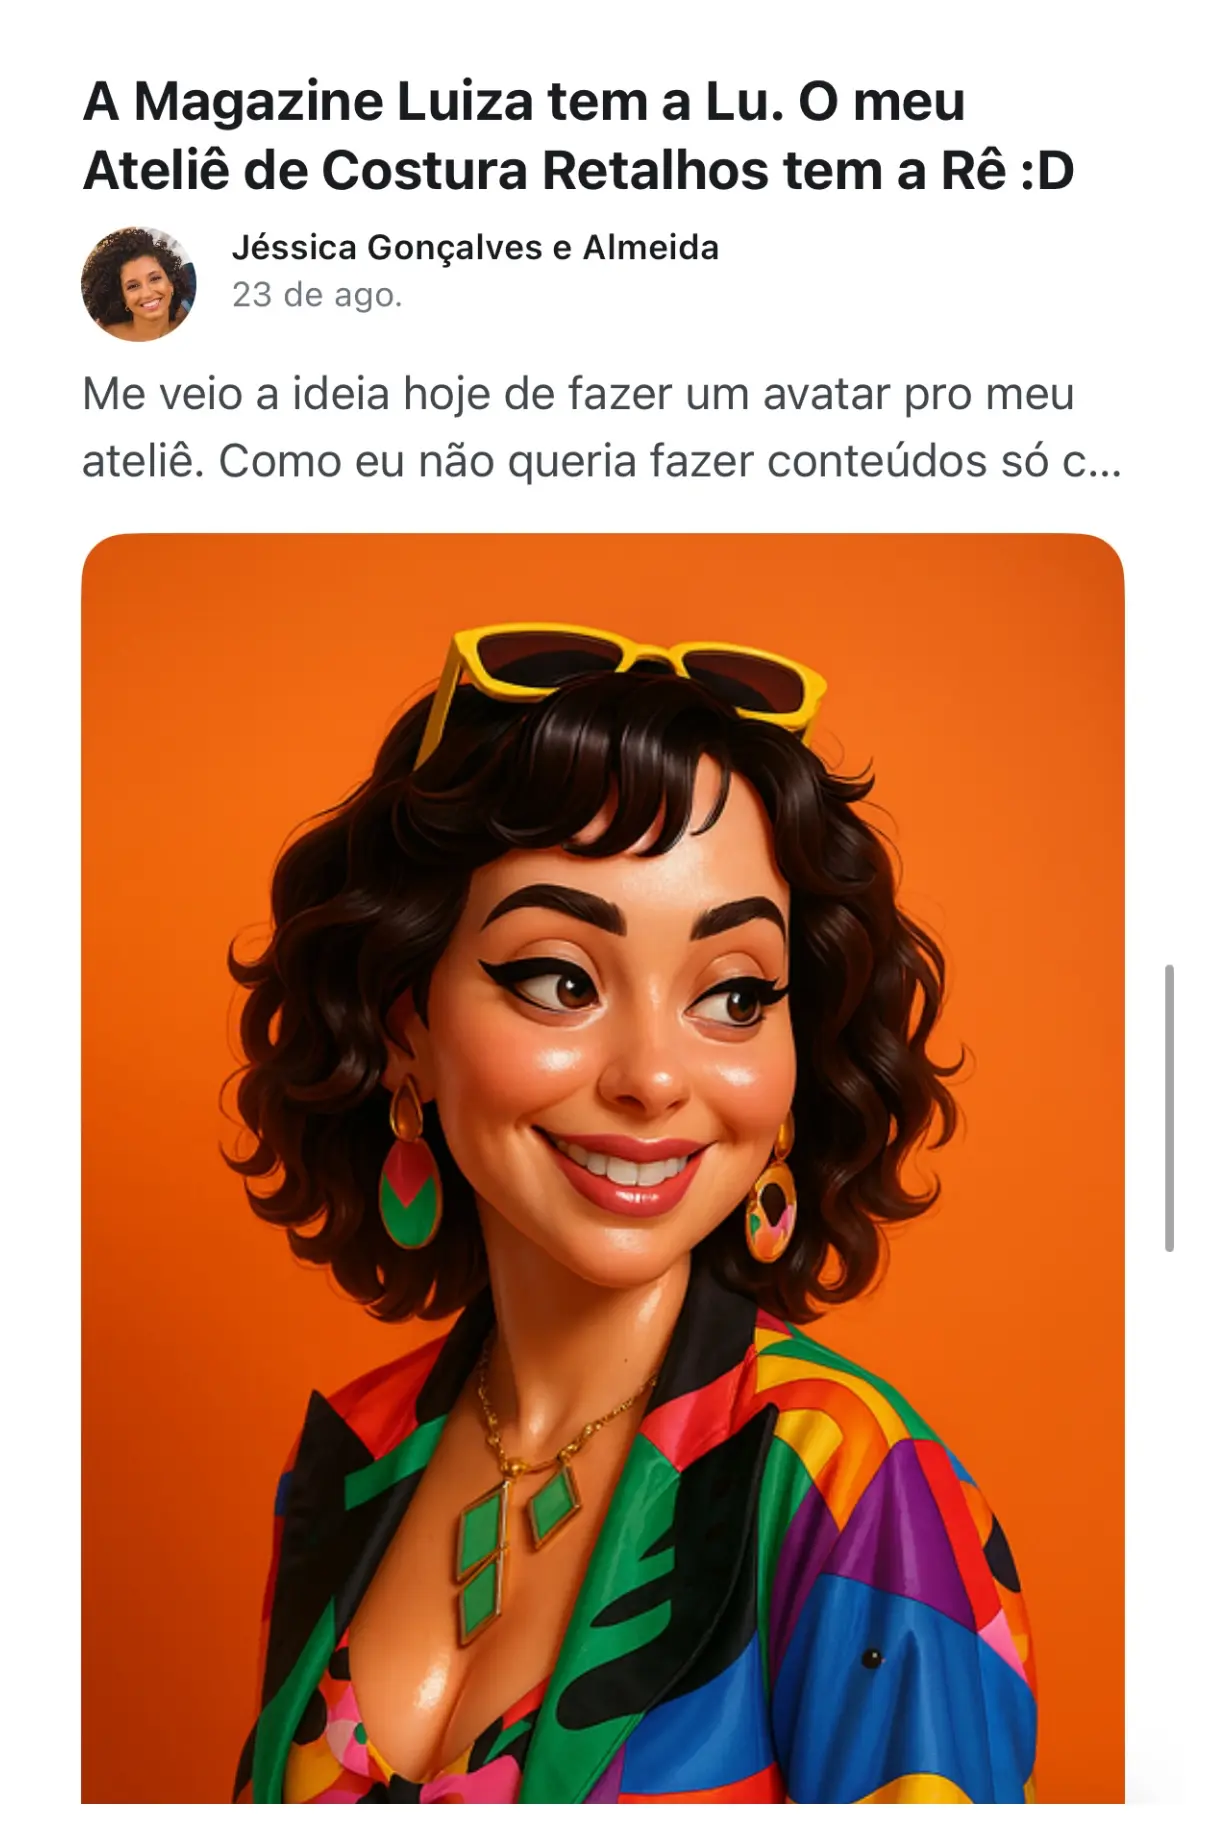 A Magazine Luiza tem a Lu. O meu
Ateliê de Costura Retalhos tem a Rê :D
Jéssica Gonçalves e Almeida
23 de ago.
Me veio a ideia hoje de fazer um avatar pro meu
ateliê. Como eu não queria fazer conteúdos só c...